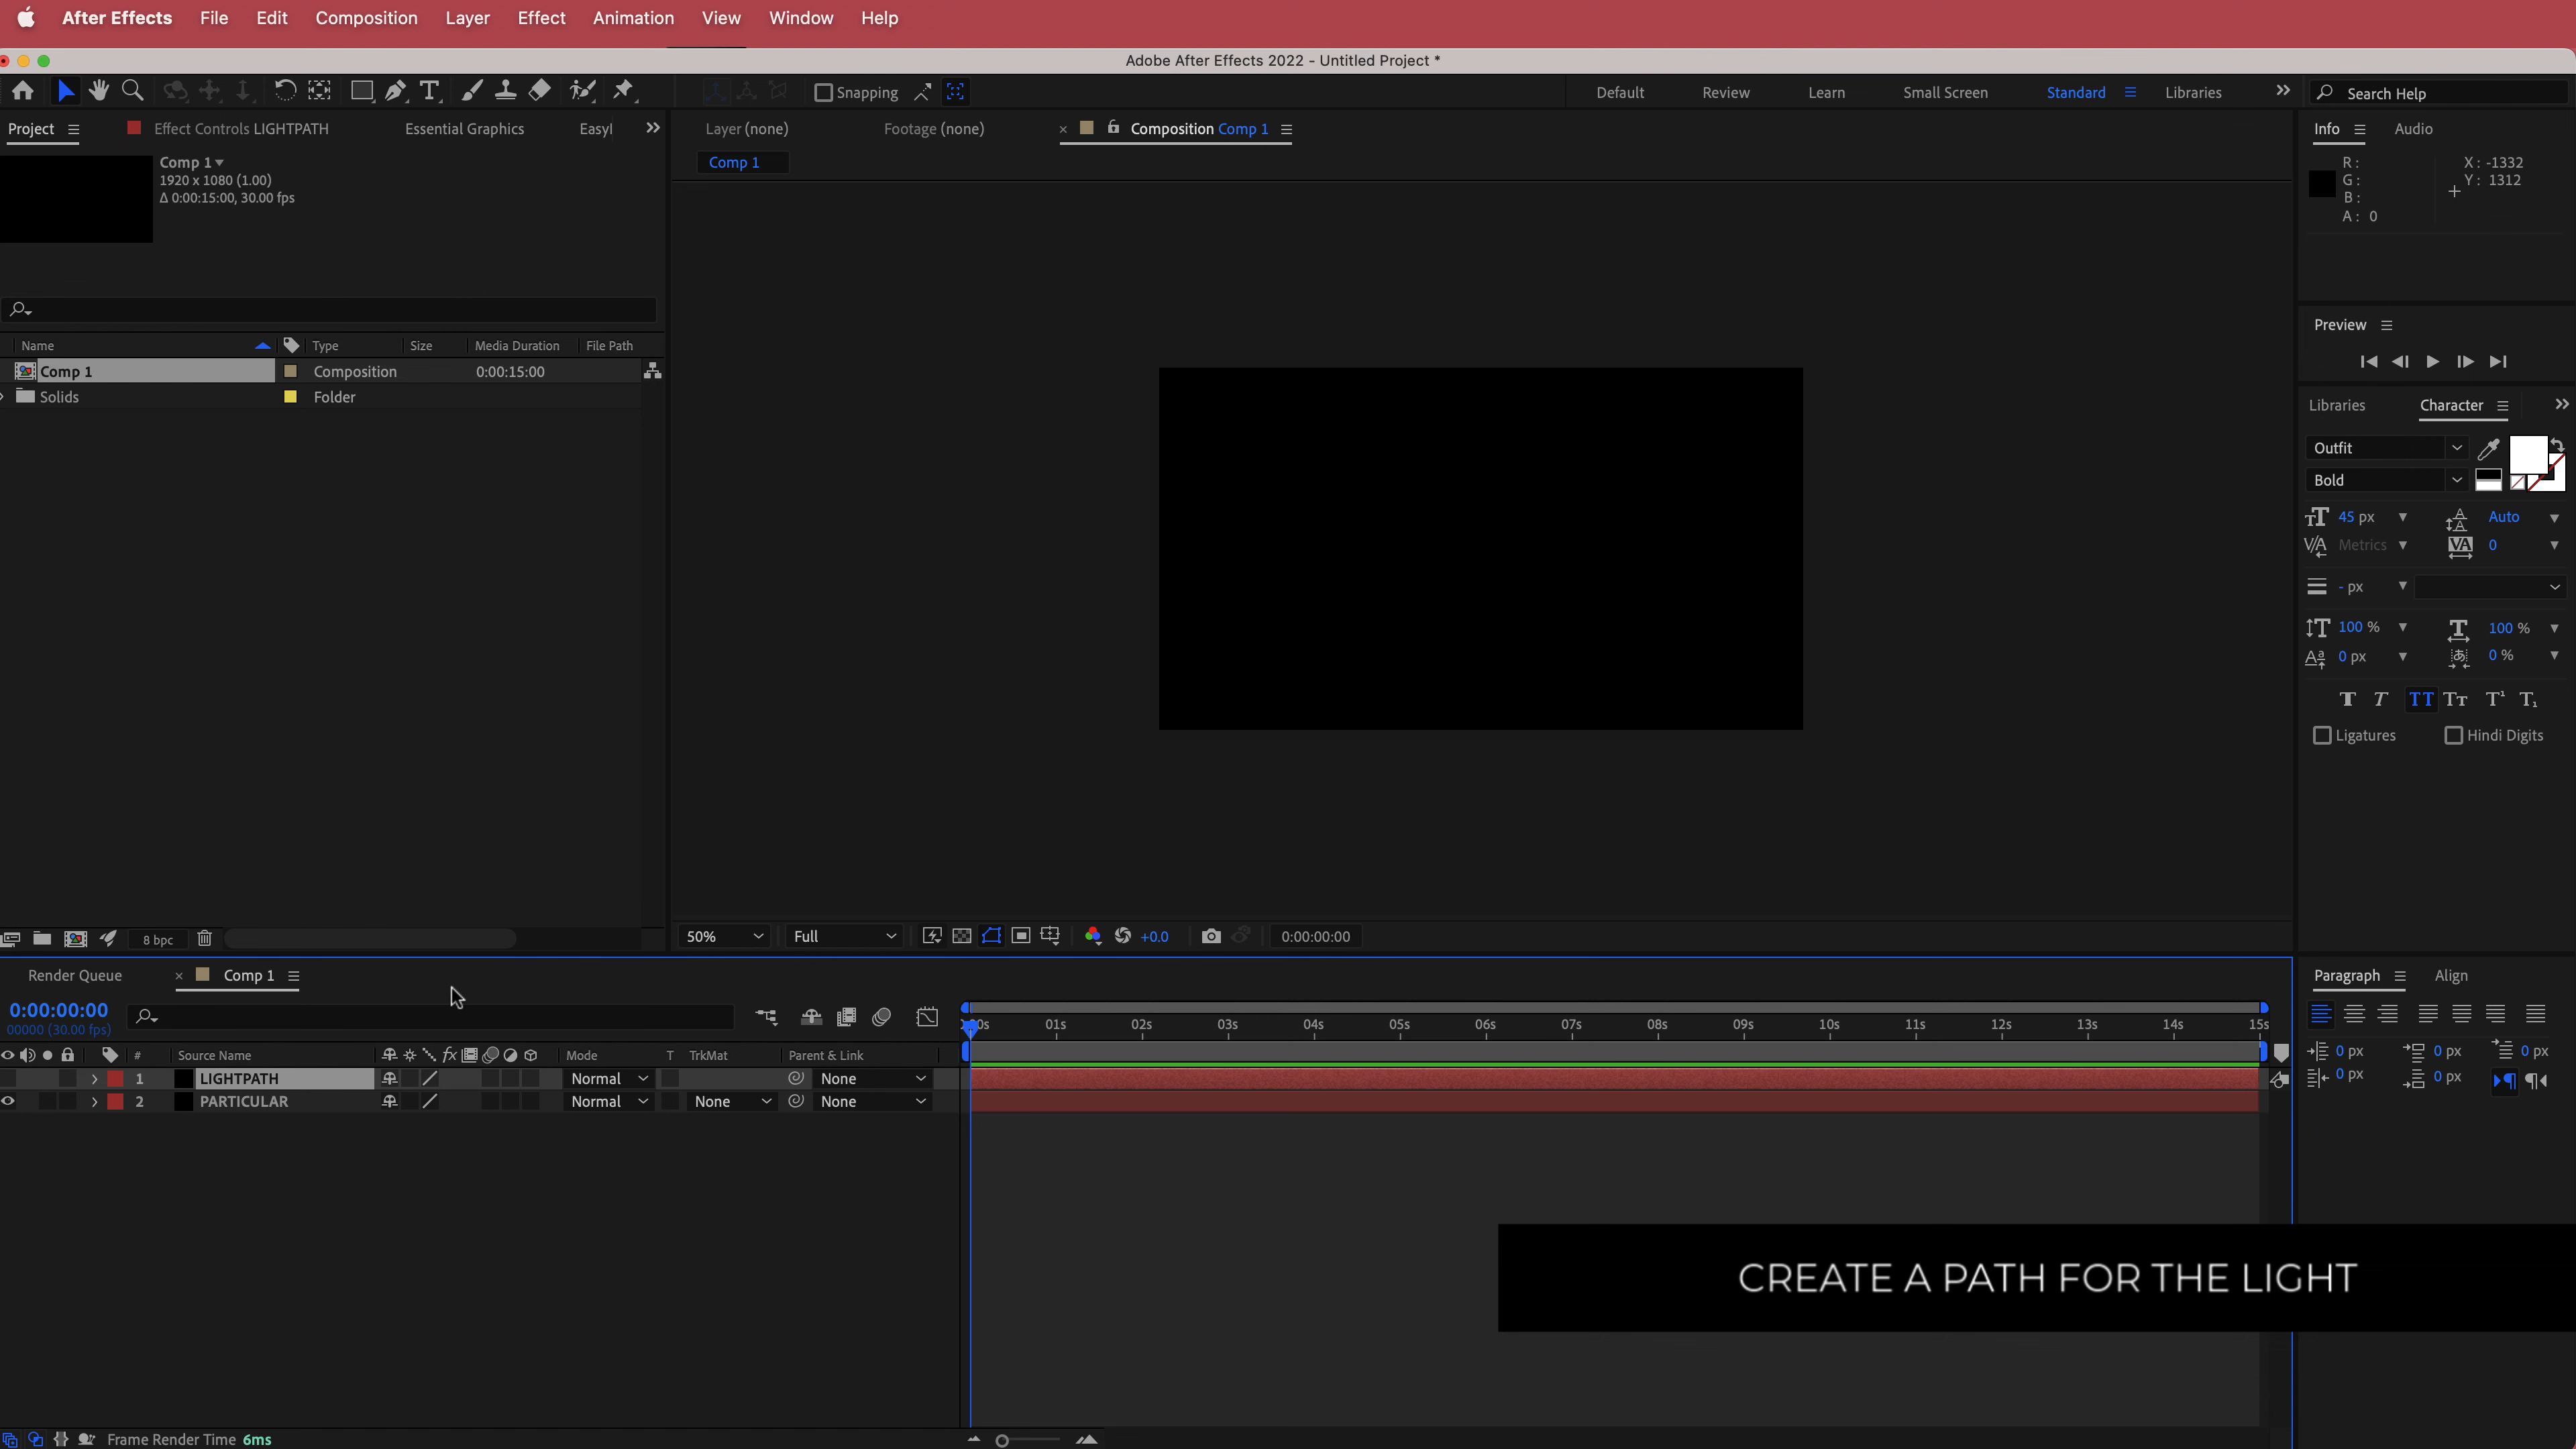 After Effects File Edit Composition Layer Effect Animation View Window Help
Adobe After Effects 2022 - Untitled Project *
Snapping Default Review Learn Small Screen Standard Libraries Search Help
Project Effect Controls LIGHTPATH Essential Graphics EasyI
Layer (none) Footage (none) Composition Comp 1
Info Audio
Comp 1
1920 x 1080 (1.00)
Δ 0:00:15:00, 30.00 fps
Comp 1
R :
G :
B :
A : 0
X : -1332
Y : 1312
Preview
Name Type Size Media Duration File Path
Comp 1 Composition 0:00:15:00
Solids Folder
Libraries Character
Outfit
Bold
45 px Auto
Metrics 0
- px
100 % 100 %
0 px 0 %
Ligatures Hindi Digits
8 bpc
50% Full +0.0 0:00:00:00
Render Queue Comp 1
Paragraph Align
0:00:00:00
00000 (30.00 fps)
01s 02s 03s 04s 05s 06s 07s 08s 09s 10s 11s 12s 13s 14s 15s
# Source Name Mode T TrkMat Parent & Link
1 LIGHTPATH Normal None
2 PARTICULAR Normal None None
0 px 0 px 0 px
0 px 0 px
CREATE A PATH FOR THE LIGHT
Frame Render Time 6ms